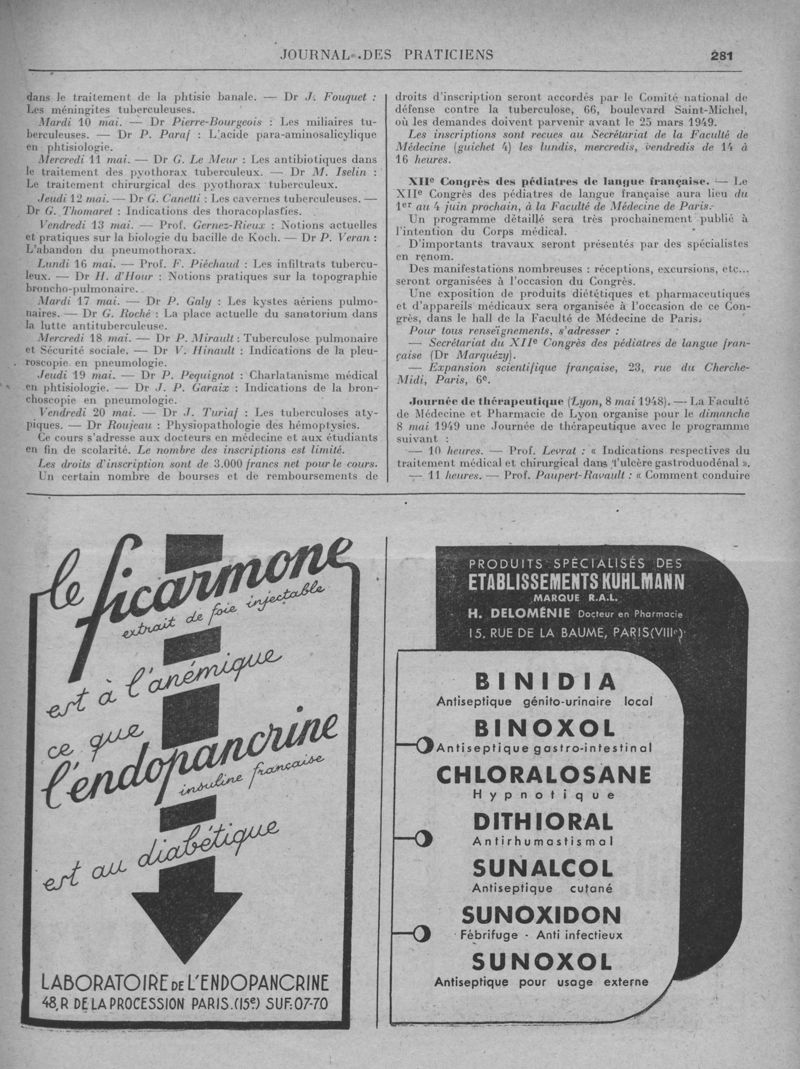 JOURNAL DES PRATICIENS 281
dans le traitement de la phtisie banale. — Dr J. Fouquet :
Les méningites tuberculeuses.
Mardi 10 mai. — Dr Pierre-Bourgeois : Les miliaires tu-
berculeuses. — Dr P. Paraf : L'acide para-aminosalicylique
en phtisiologie.
Mercredi 11 mai. — Dr G. Le Meur : Les antibiotiques dans
le traitement des pyothorax tuberculeux. — Dr M. Iselin :
Le traitement chirurgical des pyothorax tuberculeux.
Jeudi 12 mai. — Dr G. Canetti : Les cavernes tuberculeuses. —
Dr G. Thomaret : Indications des thoracoplasties.
Vendredi 13 mai. — Prof. Gernez-Rieux : Notions actuelles
et pratiques sur la biologie du bacille de Koch. — Dr P. Veran :
L'abandon du pneumothorax.
Lundi 16 mai. — Prof. F. Piéchaud : Les infiltrats tubercu-
leux. — Dr H. d'Hour : Notions pratiques sur la topographie
broncho-pulmonaire.
Mardi 17 mai. — Dr P. Galy : Les kystes aériens pulmo-
naires. — Dr G. Roché : La place actuelle du sanatorium dans
la lutte antituberculeuse.
Mercredi 18 mai. — Dr P. Mirault : Tuberculose pulmonaire
et Sécurité sociale. — Dr V. Hinault : Indications de la pleu-
roscopie en pneumologie.
Jeudi 19 mai. — Dr P. Pequignot : Charlatanisme médical
en phtisiologie. — Dr J. P. Garaix : Indications de la bron-
choscopie en pneumologie.
Vendredi 20 mai. — Dr J. Turiaf : Les tuberculoses aty-
piques. — Dr Roujeau : Physiopathologie des hémoptysies.
Ce cours s'adresse aux docteurs en médecine et aux étudiants
en fin de scolarité. Le nombre des inscriptions est limité.
Les droits d'inscription sont de 3.000 francs net pour le cours.
Un certain nombre de bourses et de remboursements de
droits d'inscription seront accordés par le Comité national de
défense contre la tuberculose, 66, boulevard Saint-Michel,
où les demandes doivent parvenir avant le 25 mars 1949.
Les inscriptions sont reçues au Secrétariat de la Faculté de
Médecine (guichet 4) les lundis, mercredis, vendredis de 14 à
16 heures.
XIIe Congrès des pédiatres de langue française. — Le
XIIe Congrès des pédiatres de langue française aura lieu du
1er au 4 juin prochain, à la Faculté de Médecine de Paris.
Un programme détaillé sera très prochainement publié à
l'intention du Corps médical.
D'importants travaux seront présentés par des spécialistes
en renom.
Des manifestations nombreuses : réceptions, excursions, etc...
seront organisées à l'occasion du Congrès.
Une exposition de produits diététiques et pharmaceutiques
et d'appareils médicaux sera organisée à l'occasion de ce Con-
grès, dans le hall de la Faculté de Médecine de Paris.
Pour tous renseignements, s'adresser :
— Secrétariat du XIIe Congrès des pédiatres de langue fran-
çaise (Dr Marquézy).
— Expansion scientifique française, 23, rue du Cherche-
Midi, Paris, 6e.
Journée de thérapeutique (Lyon, 8 mai 1948). — La Faculté
de Médecine et Pharmacie de Lyon organise pour le dimanche
8 mai 1949 une Journée de thérapeutique avec le programme
suivant :
— 10 heures. — Prof. Levrat : « Indications respectives du
traitement médical et chirurgical dans l'ulcère gastroduodénal ».
— 11 heures. — Prof. Paupert-Ravault : « Comment conduire
le ficarmone
extrait de foie injectable
est à l'anémique
ce que
l'endopancrine
insuline française
est au diabétique
LABORATOIRE DE L'ENDOPANCRINE
48, R DE LA PROCESSION PARIS.(15e) SUF: 07-70
PRODUITS SPÉCIALISÉS DES
ETABLISSEMENTS KUHLMANN
MARQUE R.A.L.
H. DELOMÉNIE Docteur en Pharmacie
15, RUE DE LA BAUME, PARIS (VIIIe)
BINIDIA
Antiseptique génito-urinaire local
BINOXOL
Antiseptique gastro-intestinal
CHLORALOSANE
Hypnotique
DITHIORAL
Antirhumastismal
SUNALCOL
Antiseptique cutané
SUNOXIDON
Fébrifuge - Anti infectieux
SUNOXOL
Antiseptique pour usage externe